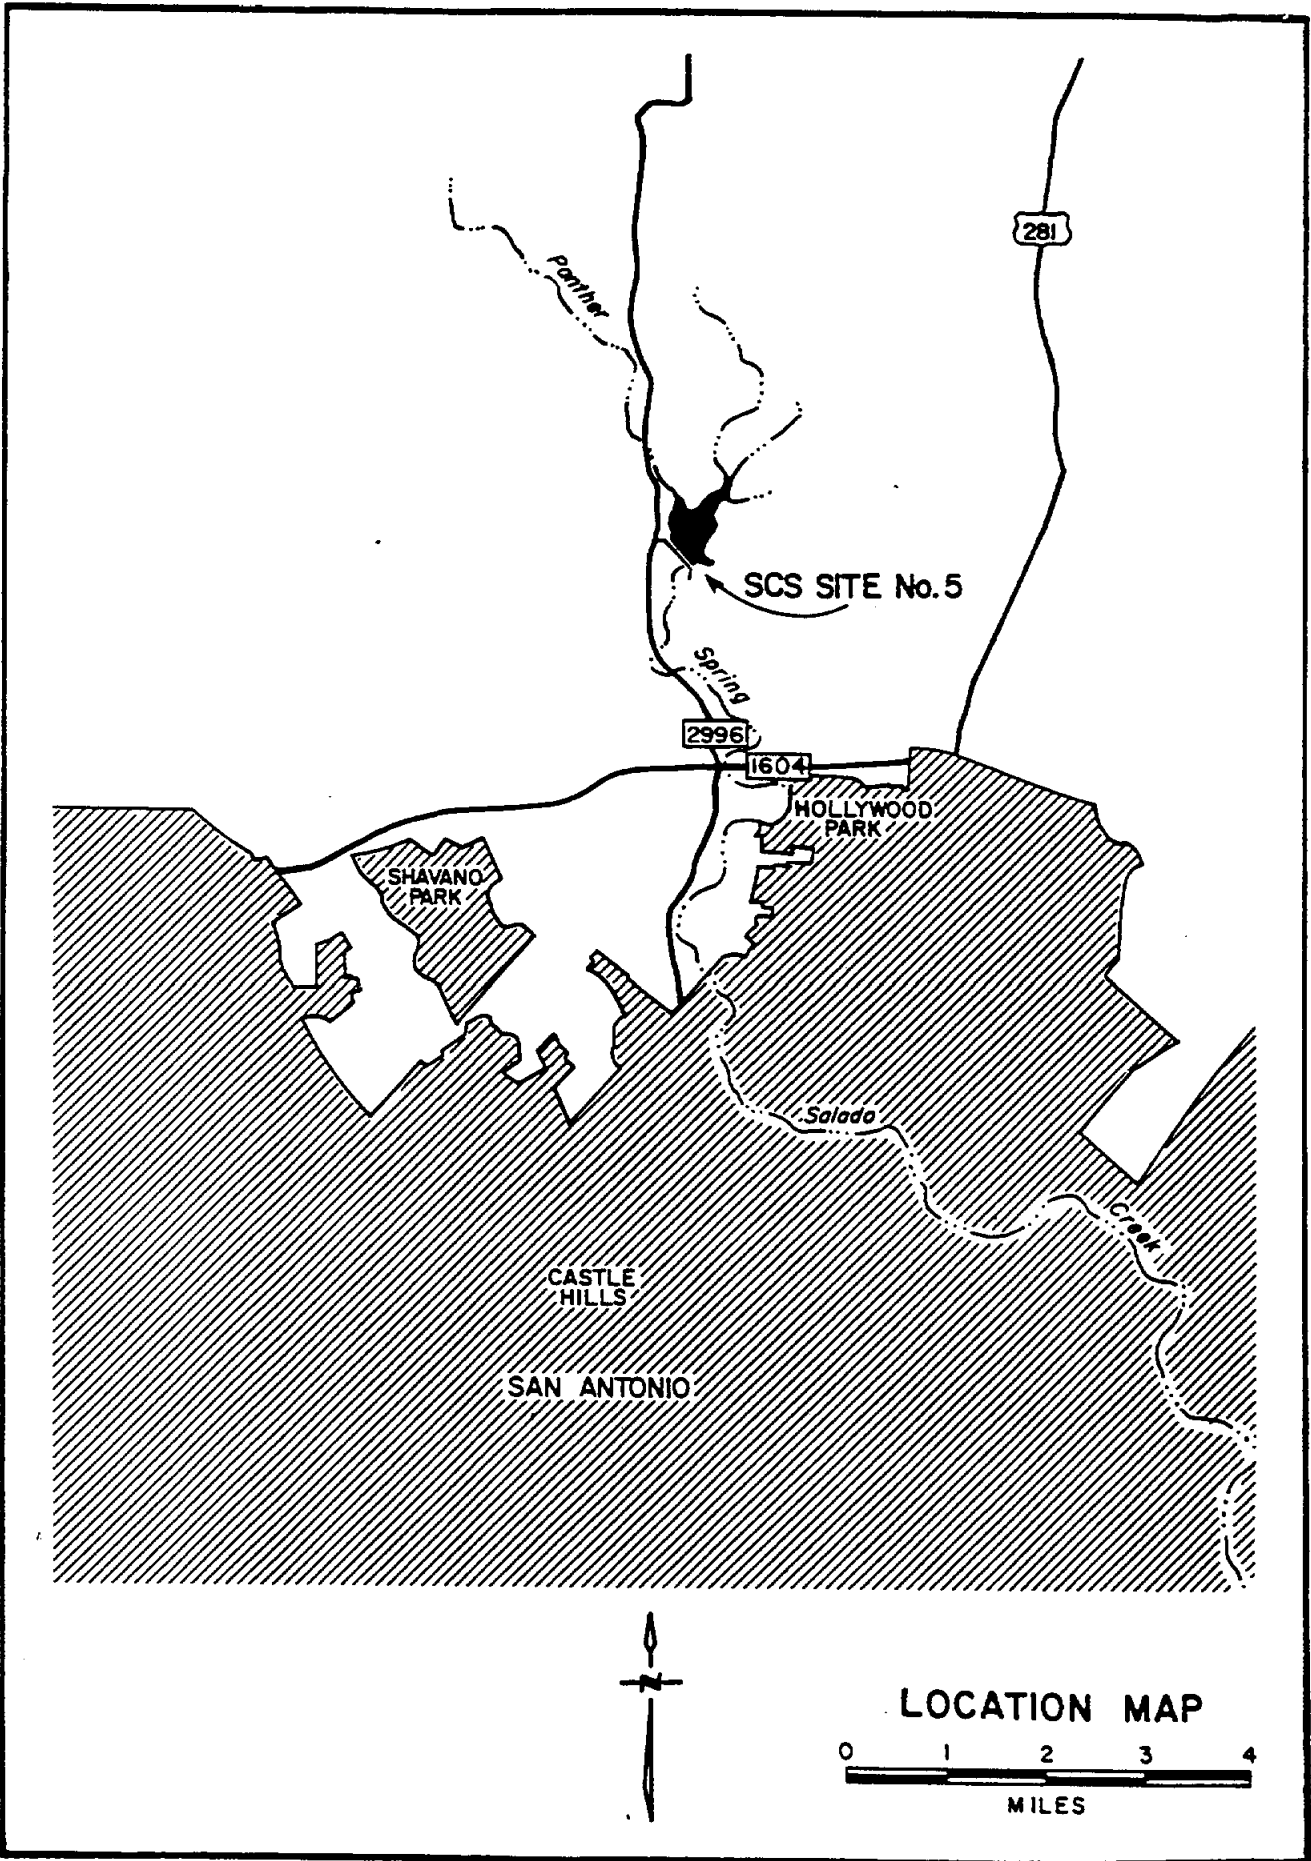 281
Panther
SCS SITE No. 5
Spring
2996
1604
HOLLYWOOD
PARK
SHAVANO
PARK
Salado
Creek
CASTLE
HILLS
SAN ANTONIO
N
LOCATION MAP
0 1 2 3 4
MILES